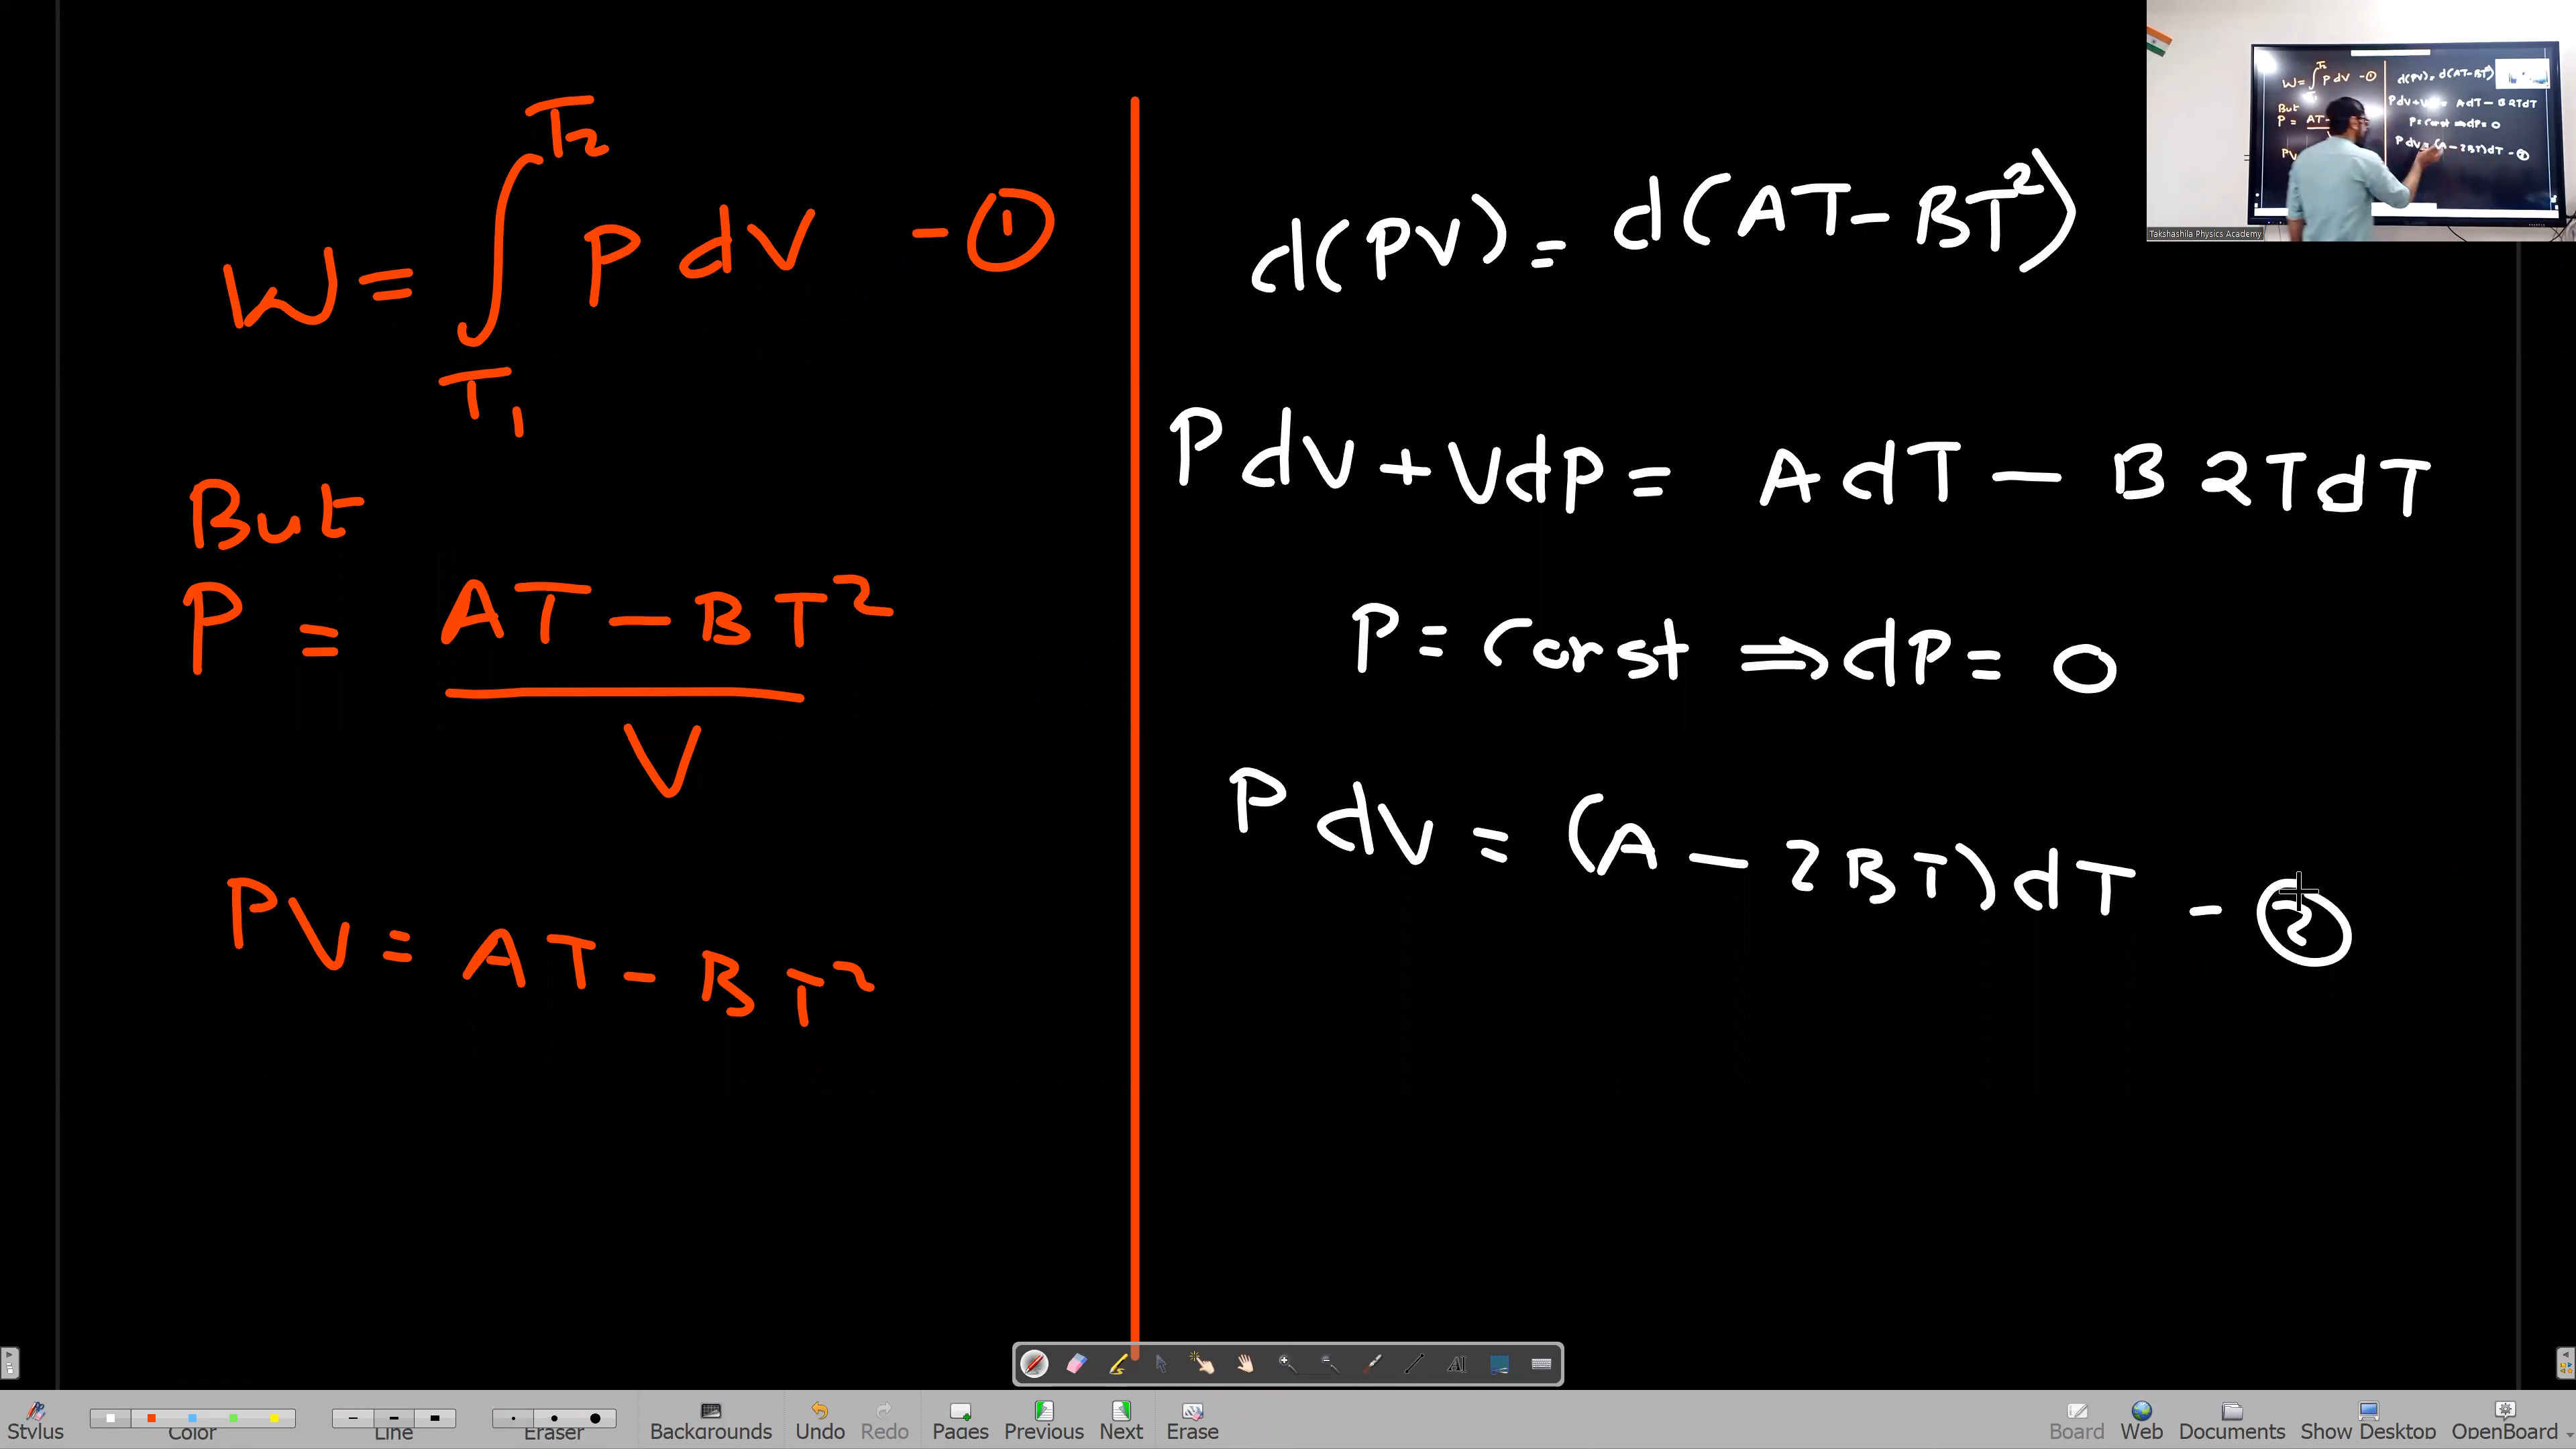 W = ∫ P dV - ①
T2
T1
But
P = AT - BT²
V
PV = AT - BT²
d(PV) = d(AT - BT²)
PdV + VdP = AdT - B2TdT
P = Const ⇒ dP = 0
P dV = (A - 2BT)dT - ②
Takshashila Physics Academy
Stylus Color Line Eraser Backgrounds Undo Redo Pages Previous Next Erase Board Web Documents Show Desktop OpenBoard